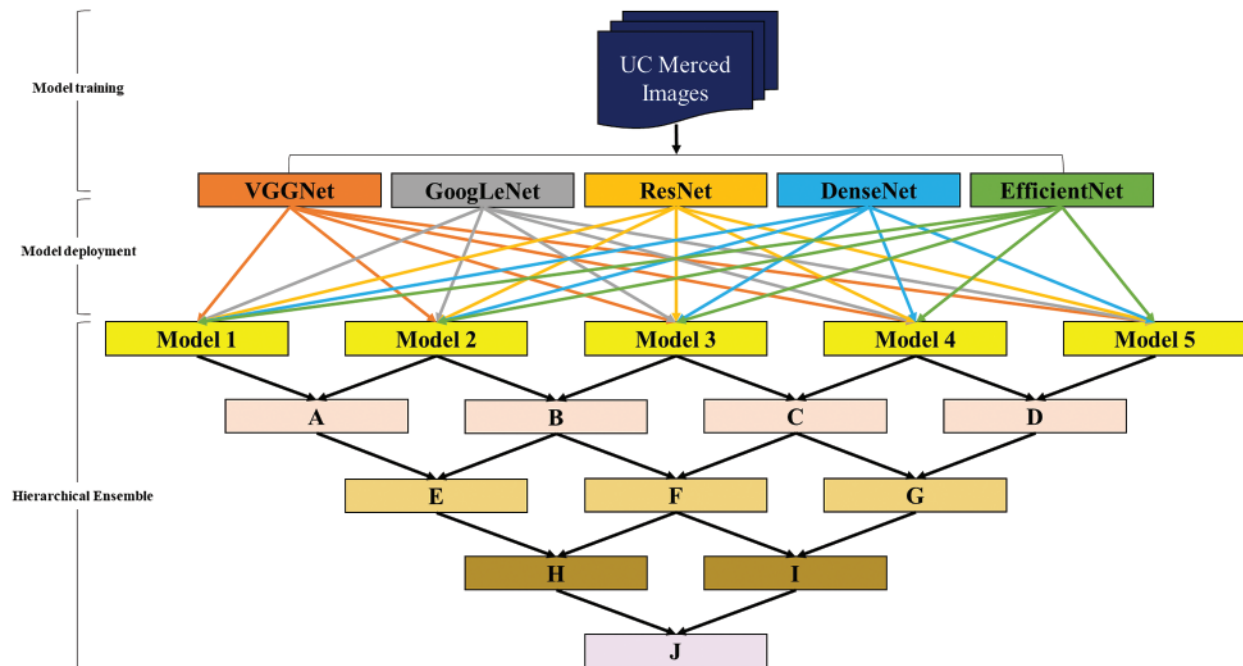 UC Merced
Images
Model training
VGGNet
GoogLeNet
ResNet
DenseNet
EfficientNet
Model deployment
Model 1
Model 2
Model 3
Model 4
Model 5
A
B
C
D
Hierarchical Ensemble
E
F
G
H
I
J